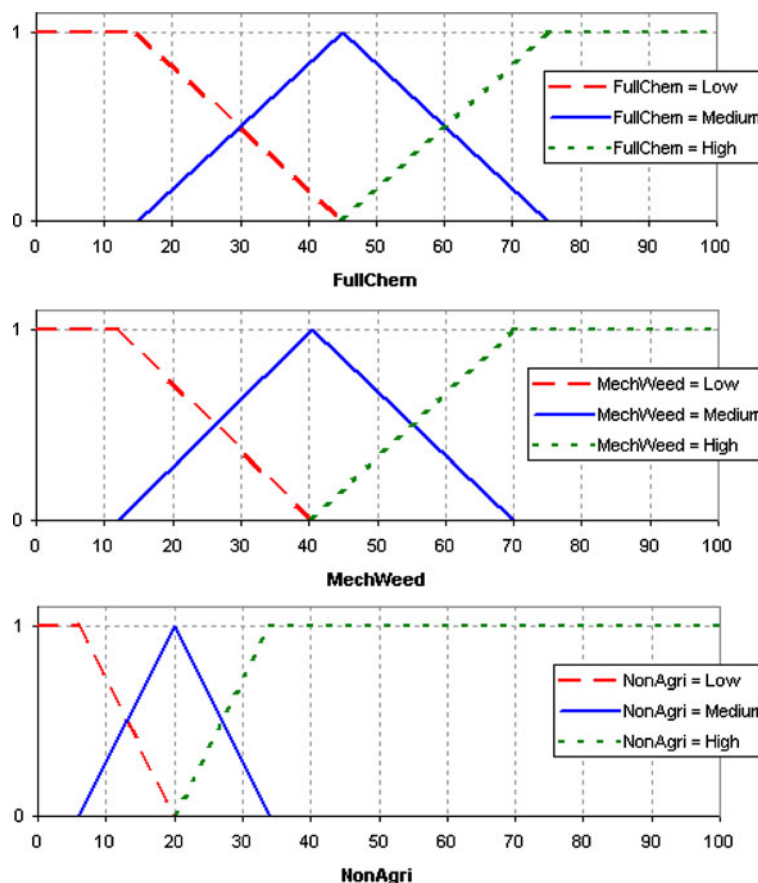 1
FullChem = Low
FullChem = Medium
FullChem = High
0
0 10 20 30 40 50 60 70 80 90 100
FullChem
1
MechWeed = Low
MechWeed = Medium
MechWeed = High
0
0 10 20 30 40 50 60 70 80 90 100
MechWeed
1
NonAgri = Low
NonAgri = Medium
NonAgri = High
0
0 10 20 30 40 50 60 70 80 90 100
NonAgri